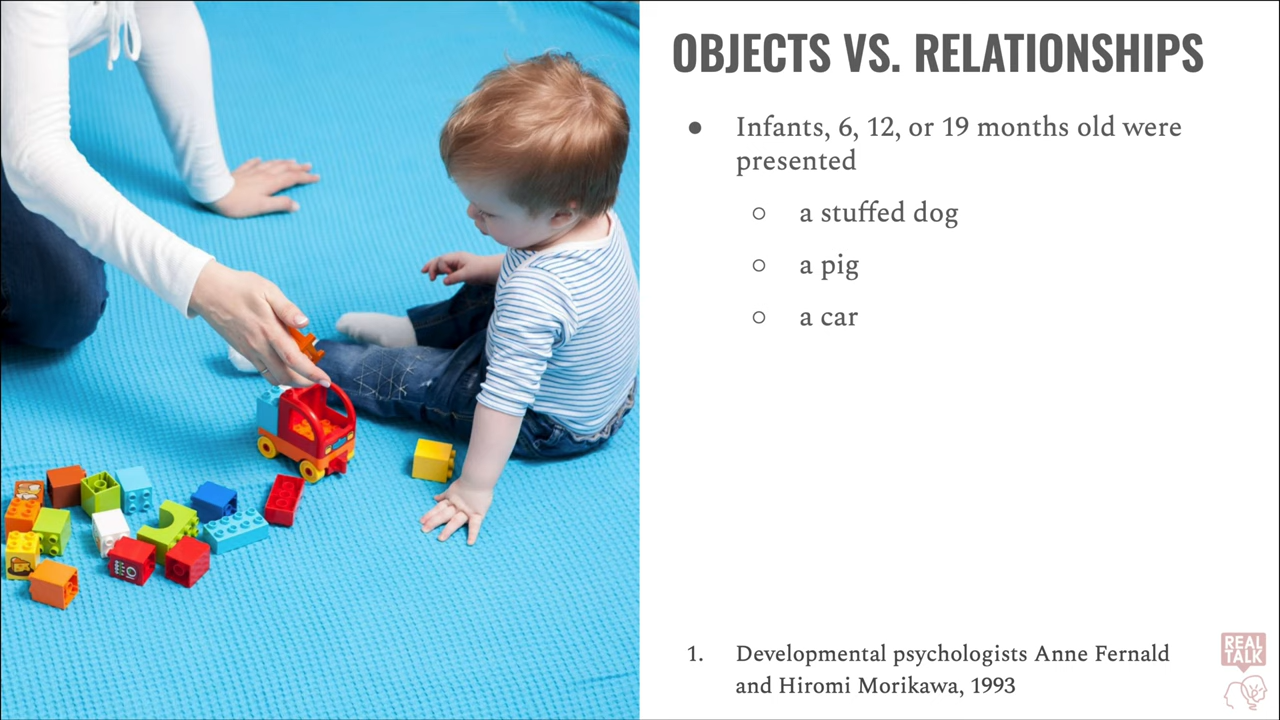 OBJECTS VS. RELATIONSHIPS
● Infants, 6, 12, or 19 months old were
presented
○ a stuffed dog
○ a pig
○ a car
1. Developmental psychologists Anne Fernald
and Hiromi Morikawa, 1993
REAL
TALK